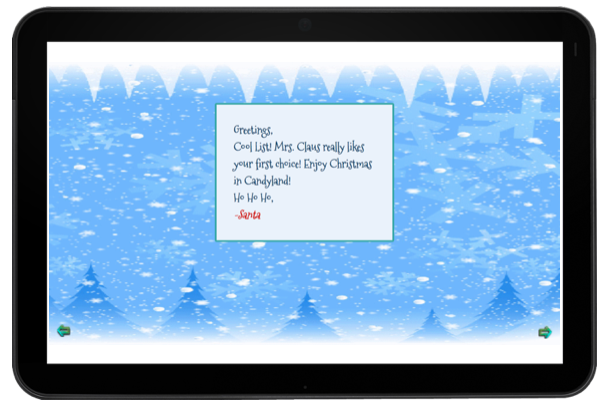 Greetings,
Cool List! Mrs. Claus really likes
your first choice! Enjoy Christmas
in Candyland!
Ho Ho Ho,
-Santa